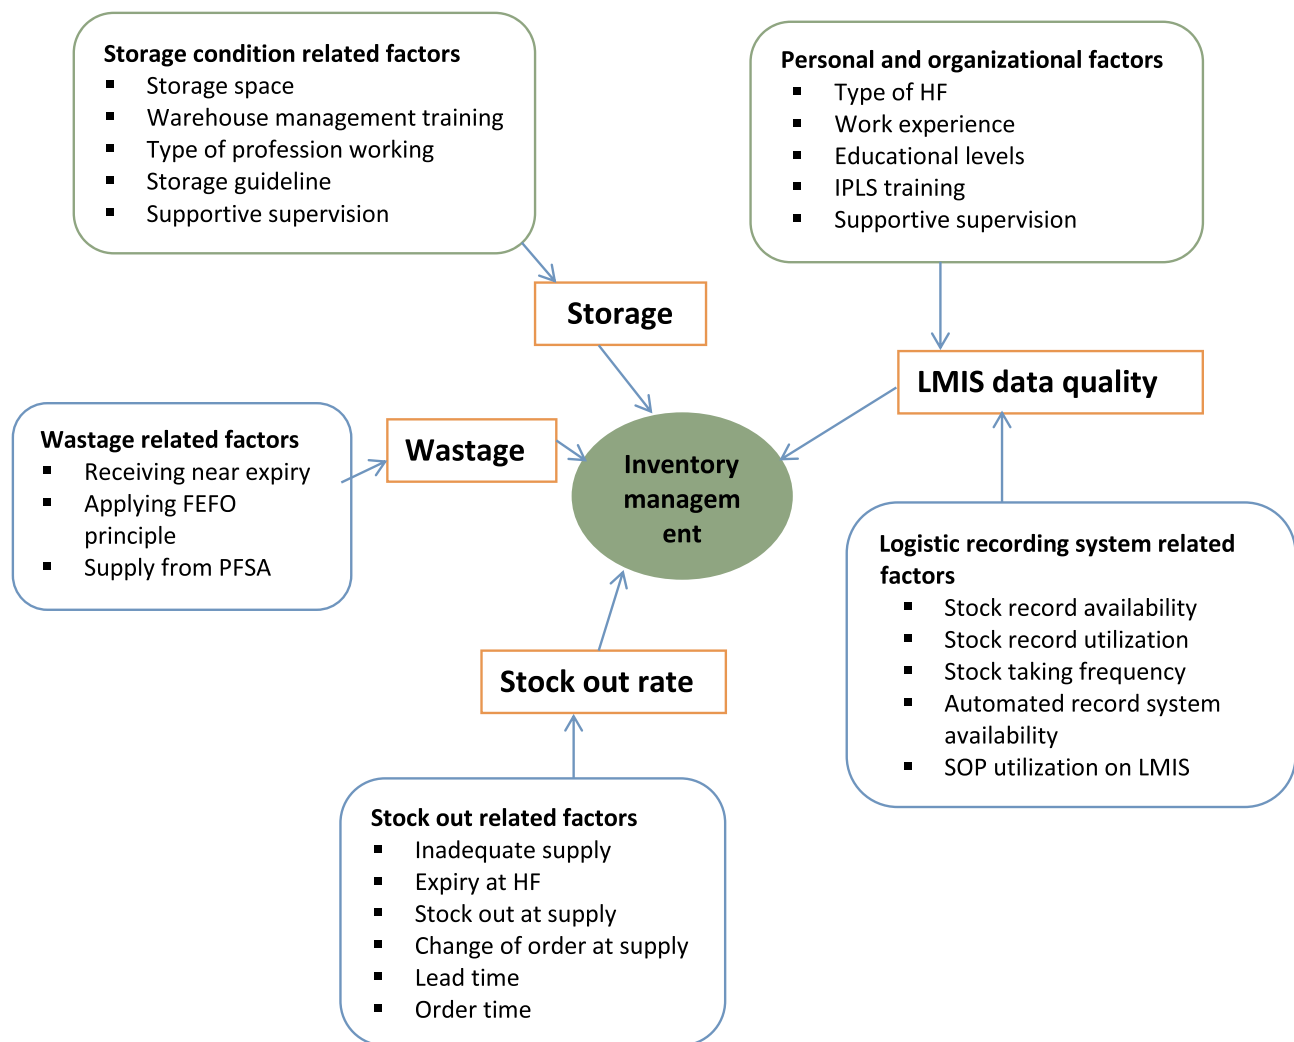 Storage condition related factors
▪ Storage space
▪ Warehouse management training
▪ Type of profession working
▪ Storage guideline
▪ Supportive supervision
Personal and organizational factors
▪ Type of HF
▪ Work experience
▪ Educational levels
▪ IPLS training
▪ Supportive supervision
Storage
LMIS data quality
Wastage related factors
▪ Receiving near expiry
▪ Applying FEFO
principle
▪ Supply from PFSA
Wastage
Inventory
managem
ent
Logistic recording system related
factors
▪ Stock record availability
▪ Stock record utilization
▪ Stock taking frequency
▪ Automated record system
availability
▪ SOP utilization on LMIS
Stock out rate
Stock out related factors
▪ Inadequate supply
▪ Expiry at HF
▪ Stock out at supply
▪ Change of order at supply
▪ Lead time
▪ Order time